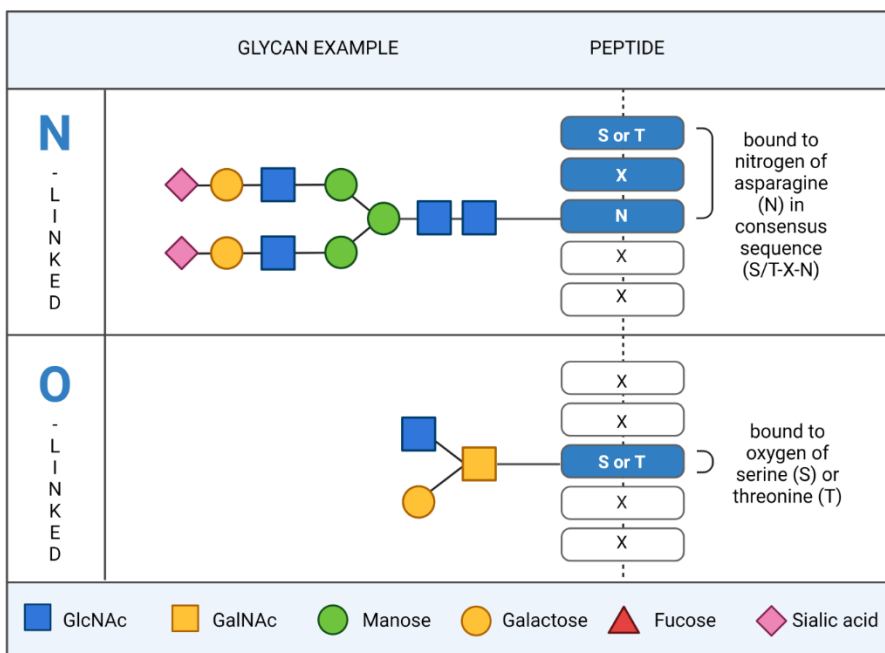 GLYCAN EXAMPLE
PEPTIDE
N
-
L
I
N
K
E
D
S or T
X
N
X
X
bound to
nitrogen of
asparagine
(N) in
consensus
sequence
(S/T-X-N)
O
-
L
I
N
K
E
D
X
X
S or T
X
X
bound to
oxygen of
serine (S) or
threonine (T)
GlcNAc
GalNAc
Manose
Galactose
Fucose
Sialic acid